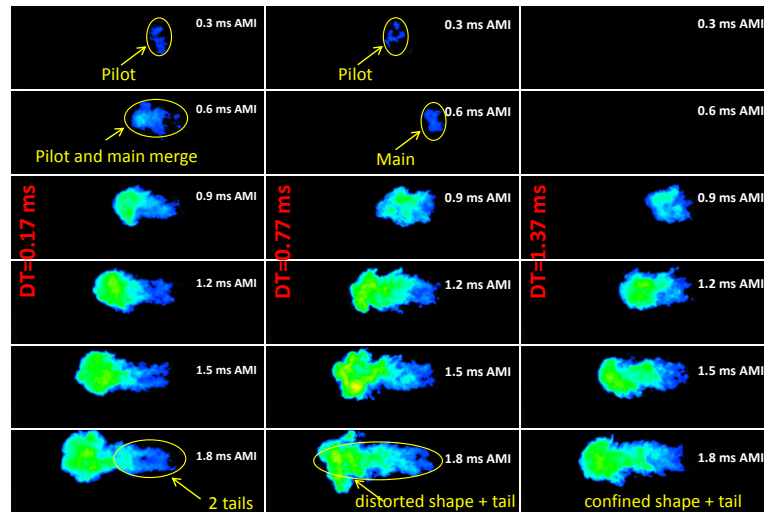 0.3 ms AMI
Pilot
0.3 ms AMI
Pilot
0.3 ms AMI
0.6 ms AMI
Pilot and main merge
0.6 ms AMI
Main
0.6 ms AMI
DT=0.17 ms
0.9 ms AMI
DT=0.77 ms
0.9 ms AMI
DT=1.37 ms
0.9 ms AMI
1.2 ms AMI
1.2 ms AMI
1.2 ms AMI
1.5 ms AMI
1.5 ms AMI
1.5 ms AMI
1.8 ms AMI
2 tails
1.8 ms AMI
distorted shape + tail
1.8 ms AMI
confined shape + tail